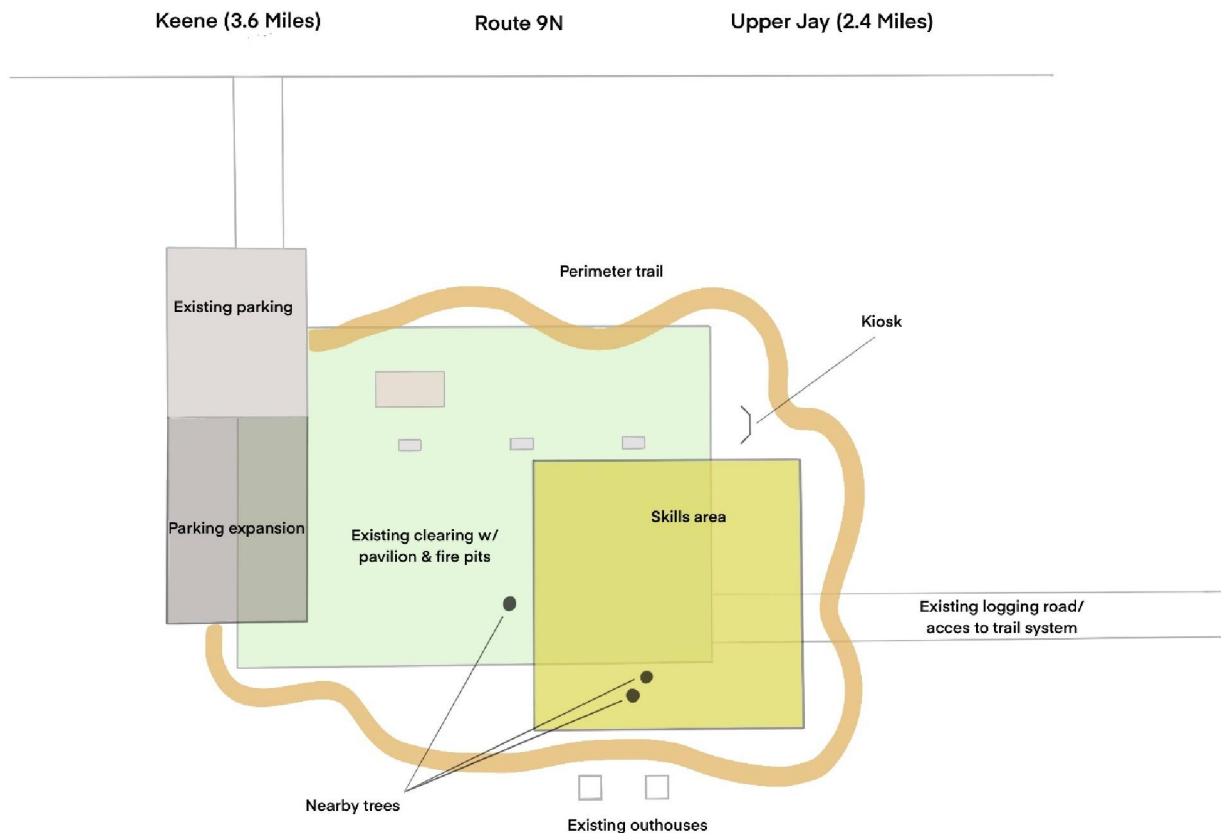 Keene (3.6 Miles)
Route 9N
Upper Jay (2.4 Miles)
Perimeter trail
Existing parking
Kiosk
Skills area
Parking expansion
Existing clearing w/
pavilion & fire pits
Existing logging road/
acces to trail system
Nearby trees
Existing outhouses